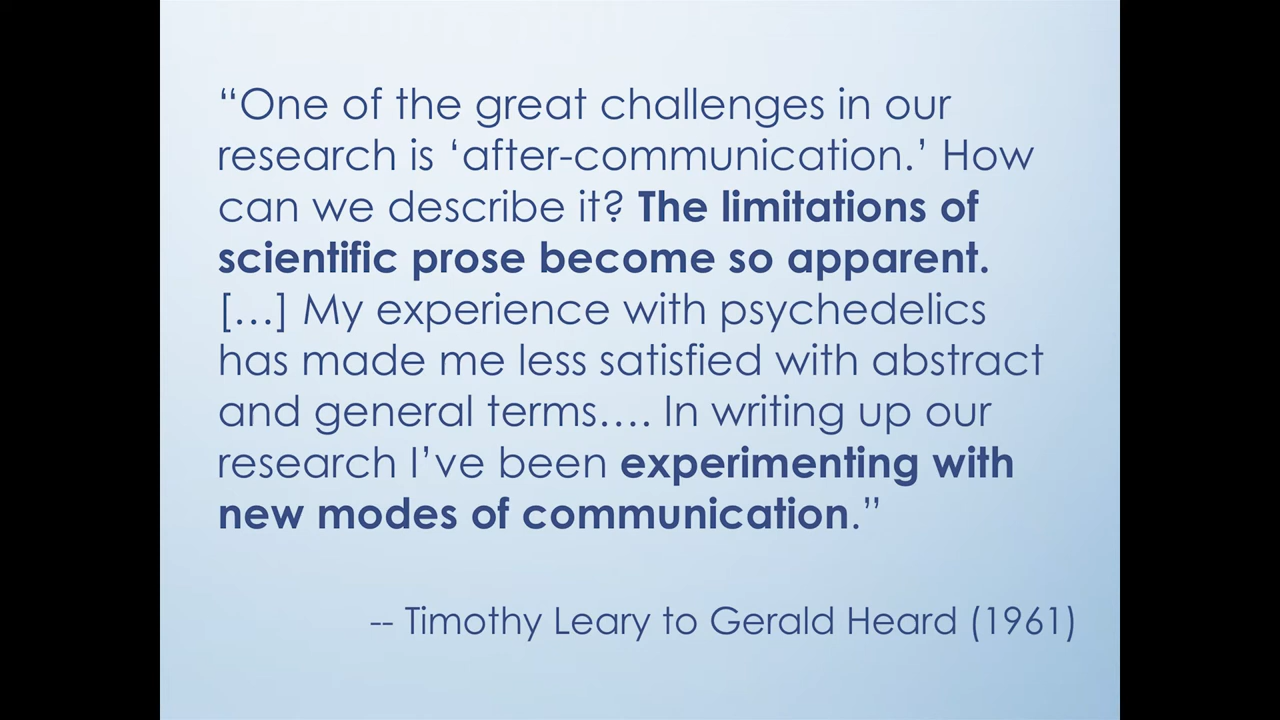 “One of the great challenges in our
research is ‘after-communication.’ How
can we describe it? The limitations of
scientific prose become so apparent.
[…] My experience with psychedelics
has made me less satisfied with abstract
and general terms…. In writing up our
research I’ve been experimenting with
new modes of communication.”
-- Timothy Leary to Gerald Heard (1961)